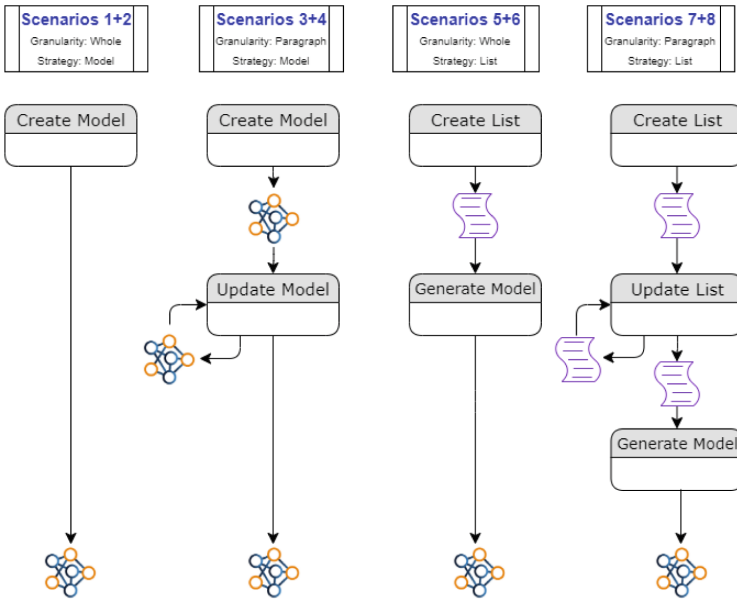 Scenarios 1+2
Granularity: Whole
Strategy: Model
Scenarios 3+4
Granularity: Paragraph
Strategy: Model
Scenarios 5+6
Granularity: Whole
Strategy: List
Scenarios 7+8
Granularity: Paragraph
Strategy: List
Create Model
Create Model
Create List
Create List
Update Model
Generate Model
Update List
Generate Model